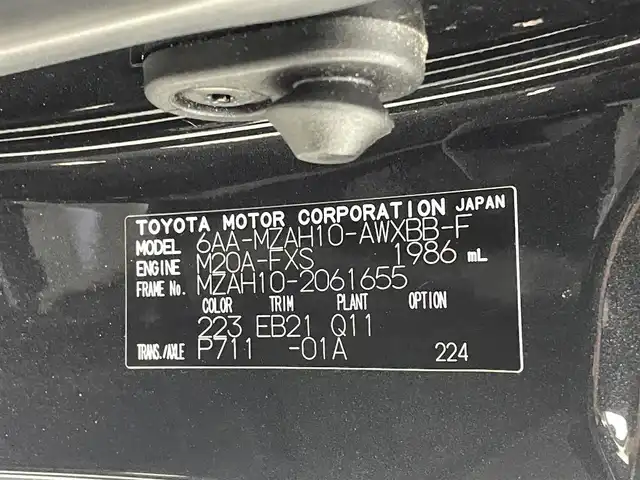 TOYOTA MOTOR CORPORATION JAPAN
MODEL 6AA-MZAH10-AWXBB-F
ENGINE M20A-FXS 1986 mL
FRAME No. MZAH10-2061655
COLOR TRIM PLANT OPTION
223 EB21 Q11
TRANS./AXLE P711 -01A 224